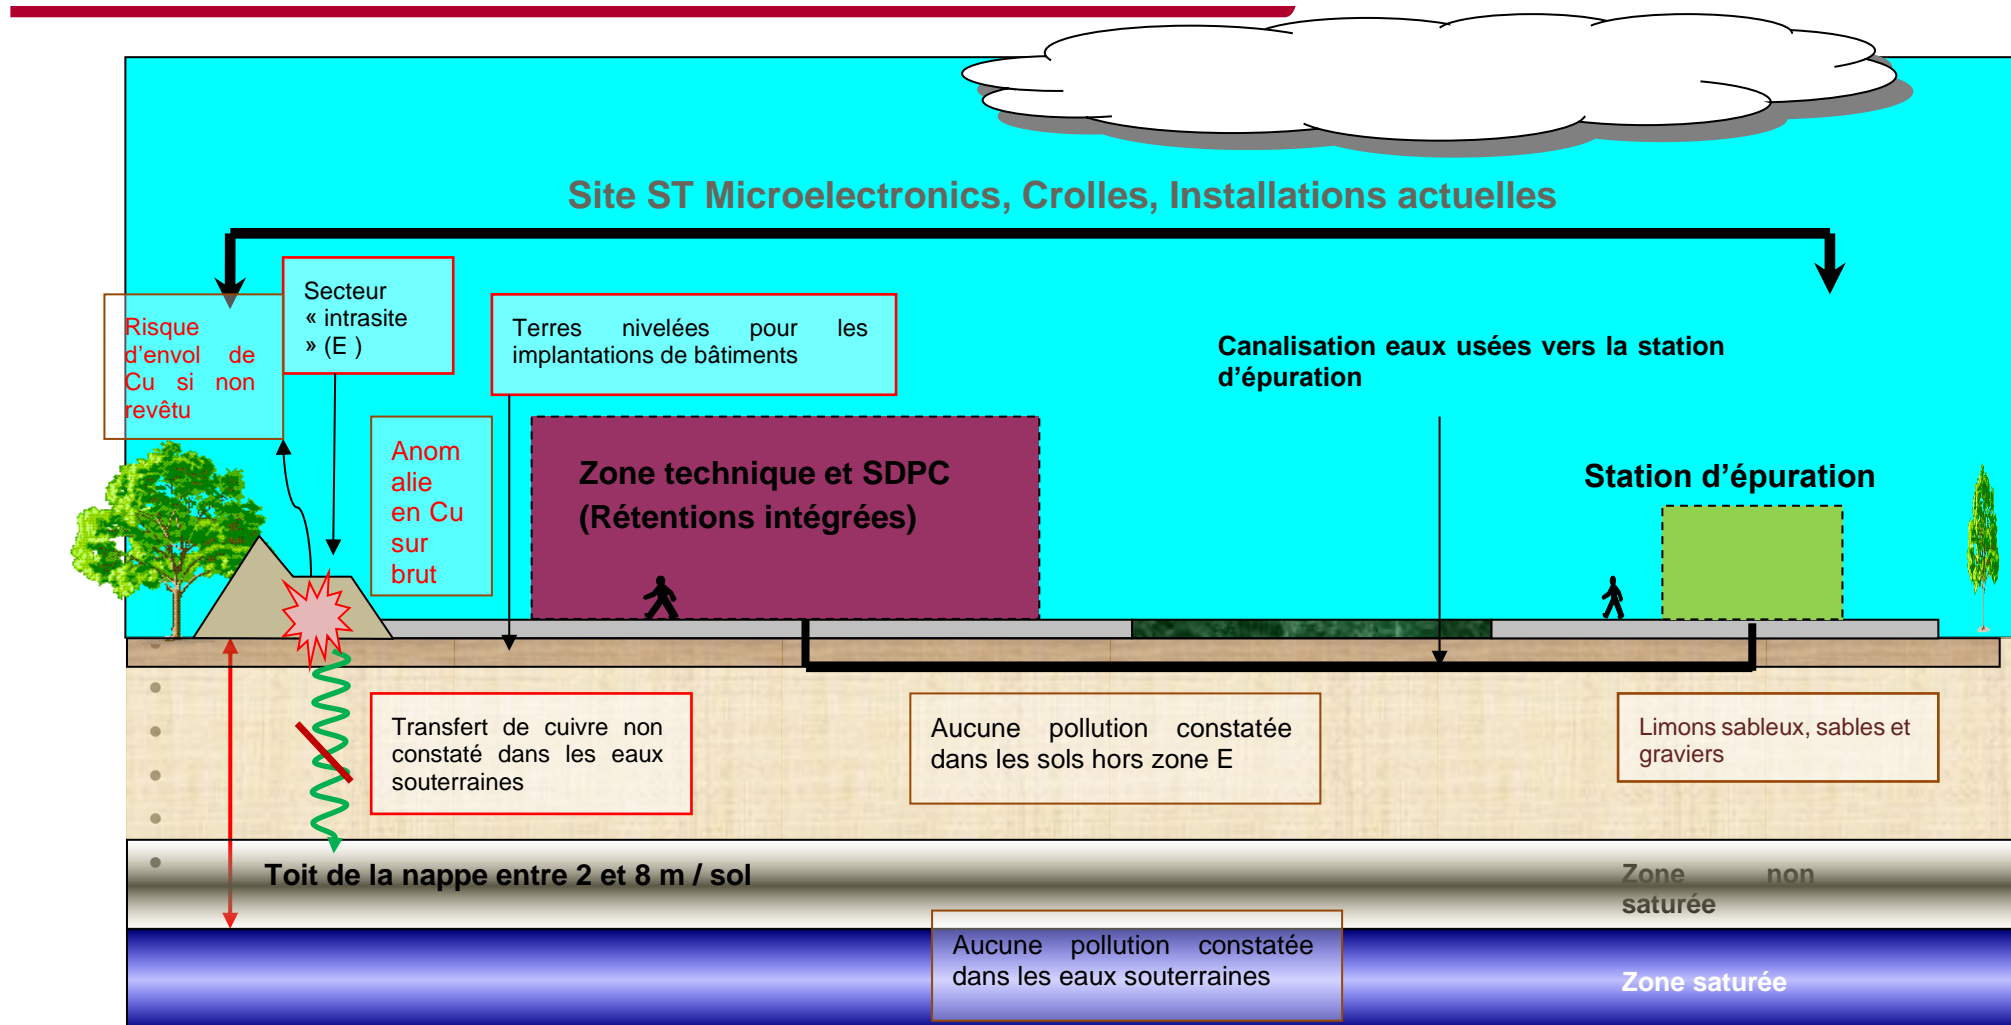 Site ST Microelectronics, Crolles, Installations actuelles
Risque
d'envol de
Cu si non
revêtu
Secteur
« intrasite
» (E )
Terres nivelées pour les
implantations de bâtiments
Canalisation eaux usées vers la station
d'épuration
Anom
alie
en Cu
sur
brut
Zone technique et SDPC
(Rétentions intégrées)
Station d'épuration
Transfert de cuivre non
constaté dans les eaux
souterraines
Aucune pollution constatée
dans les sols hors zone E
Limons sableux, sables et
graviers
Toit de la nappe entre 2 et 8 m / sol
Zone non
saturée
Aucune pollution constatée
dans les eaux souterraines
Zone saturée